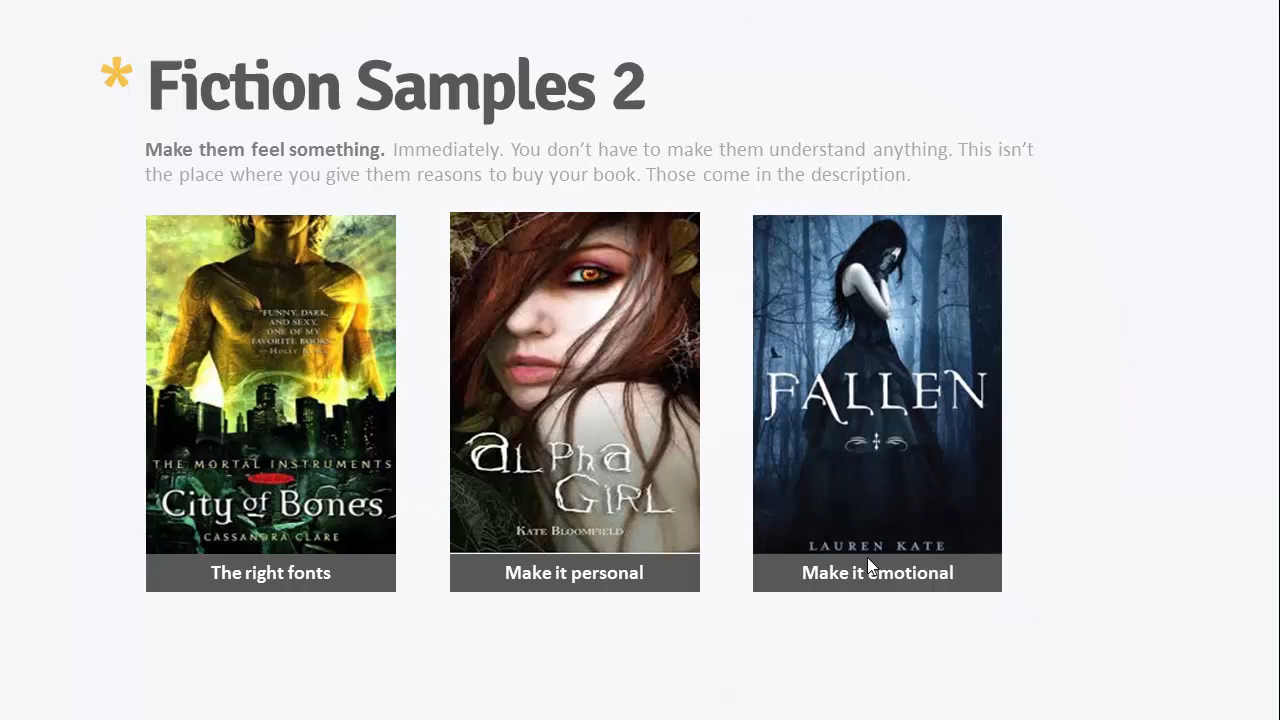 * Fiction Samples 2
Make them feel something. Immediately. You don’t have to make them understand anything. This isn’t
the place where you give them reasons to buy your book. Those come in the description.
"FUNNY, DARK,
AND SEXY.
ONE OF MY
FAVORITE BOOKS."
THE MORTAL INSTRUMENTS
City of Bones
CASSANDRA CLARE
The right fonts
ALPhA
GIRL
KATE BLOOMFIELD
Make it personal
FALLEN
LAUREN KATE
Make it emotional